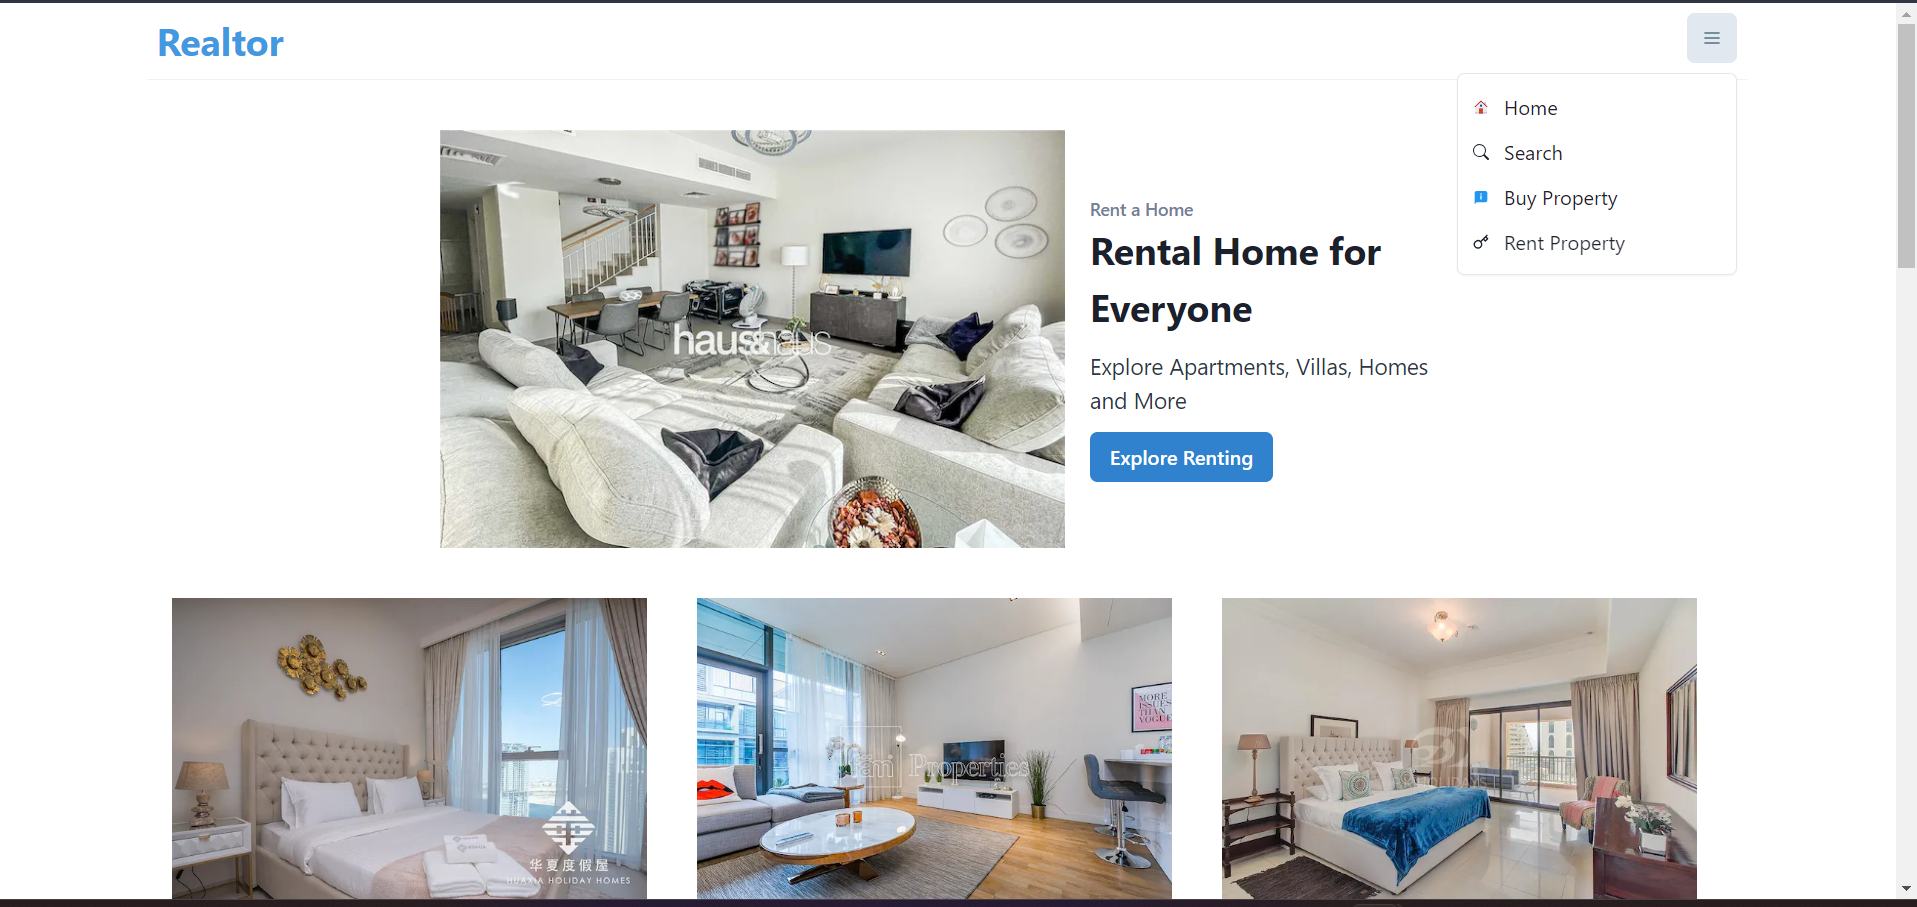 Realtor
Home
Search
Buy Property
Rent Property
Rent a Home
Rental Home for
Everyone
Explore Apartments, Villas, Homes
and More
Explore Renting
haus&haus
华夏度假屋
HUAXIA HOLIDAY HOMES
fäm Properties
MORE
ISSUES
THAN
VOGUE